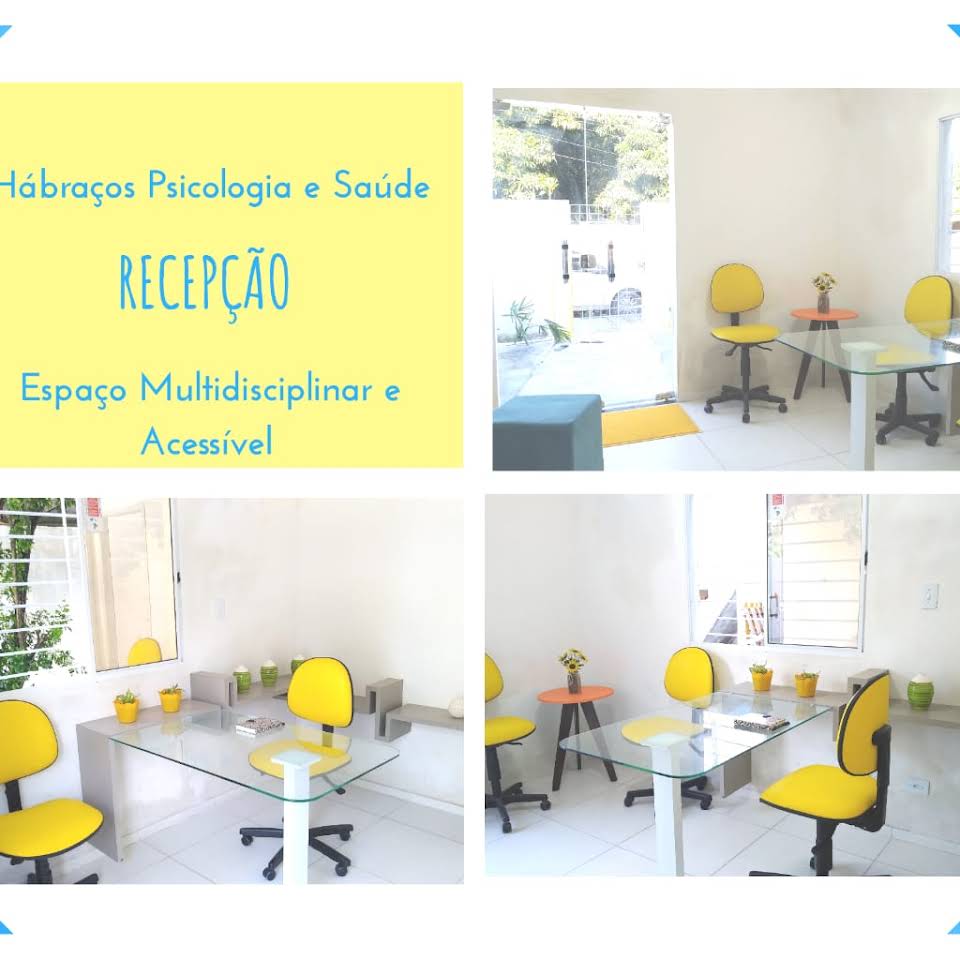 Hábraços Psicologia e Saúde
RECEPÇÃO
Espaço Multidisciplinar e
Acessível